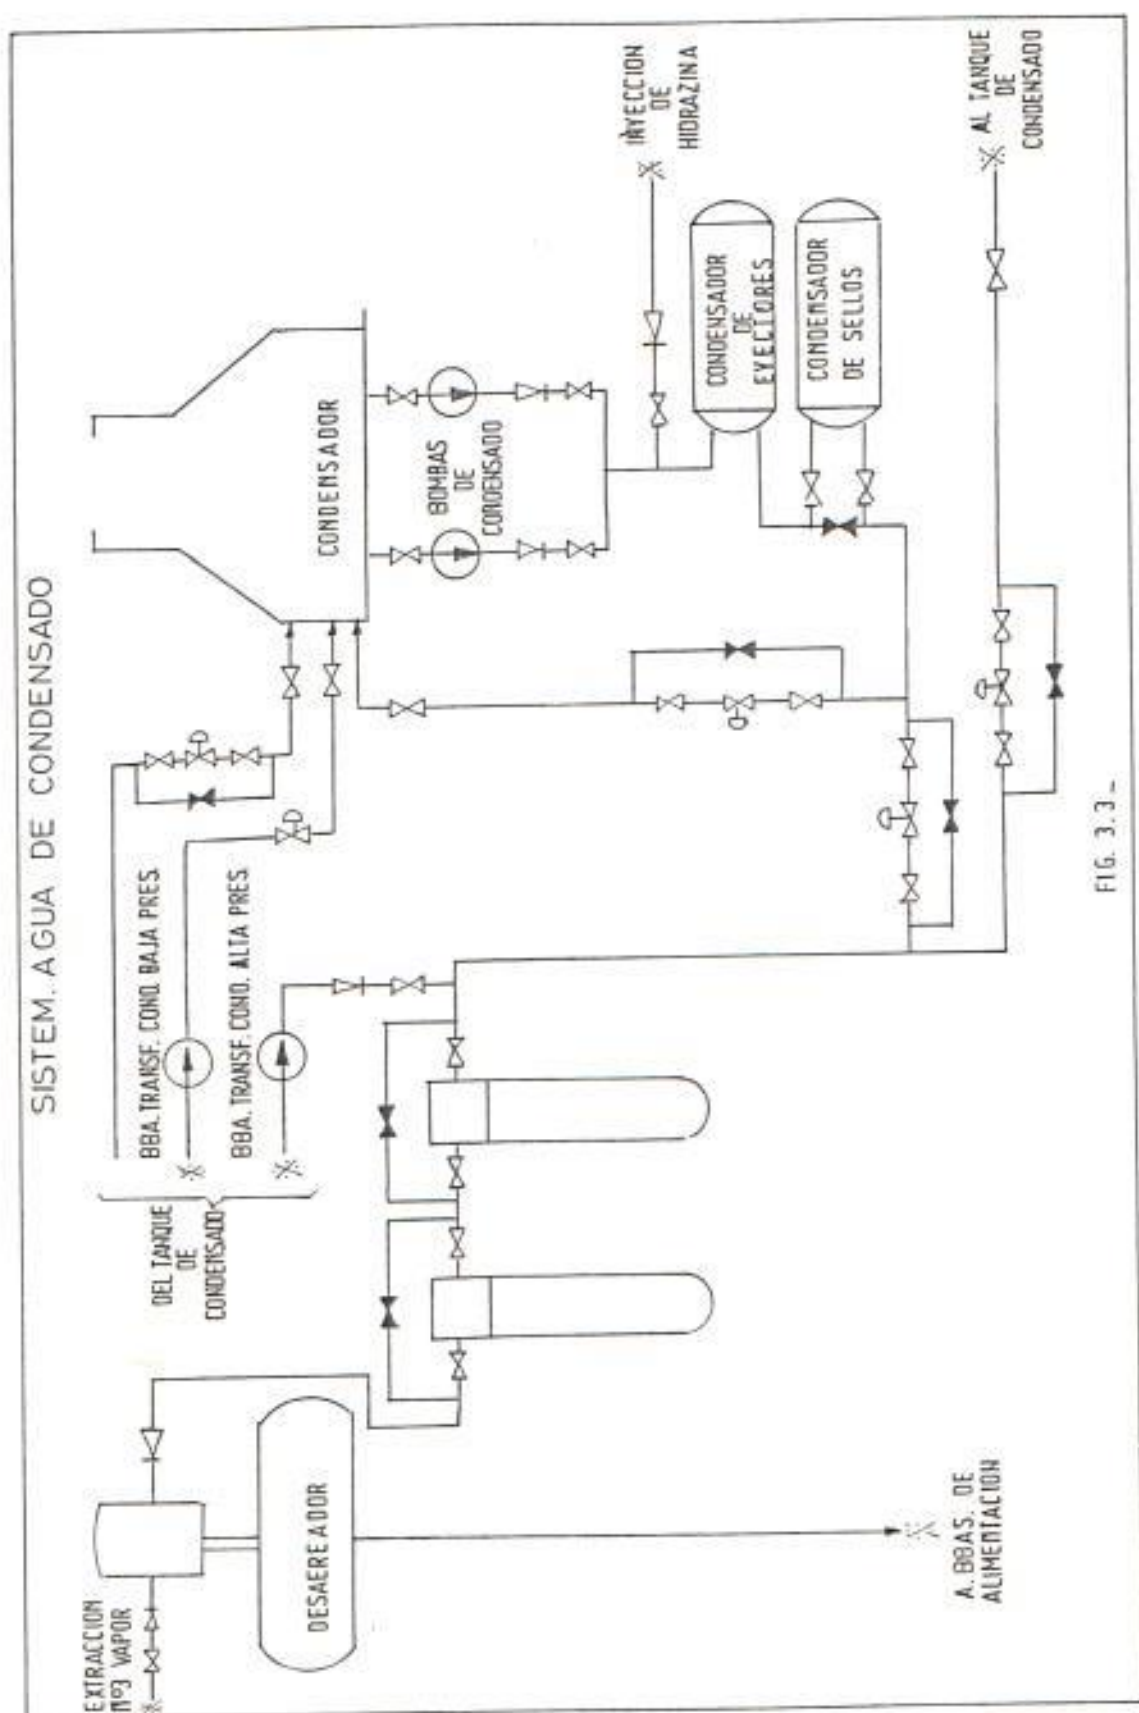 SISTEM. AGUA DE CONDENSADO
INYECCION
DE
HIDRAZINA
AL TANQUE
DE
CONDENSADO
CONDENSADOR
BOMBAS
DE
CONDENSADO
CONDENSADOR
DE
EYECTORES
CONDENSADOR
DE SELLOS
BBA. TRANSF. COND. BAJA PRES.
BBA. TRANSF. COND. ALTA PRES.
DEL TANQUE
DE
CONDENSADO
EXTRACCION
Nº3 VAPOR
DESAEREADOR
A. BBAS. DE
ALIMENTACION
FIG. 3.3.-